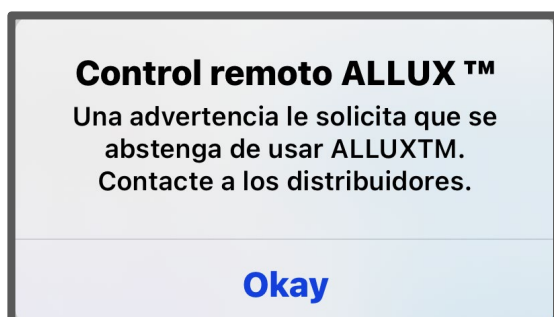 Control remoto ALLUX ™
Una advertencia le solicita que se
abstenga de usar ALLUXTM.
Contacte a los distribuidores.
Okay